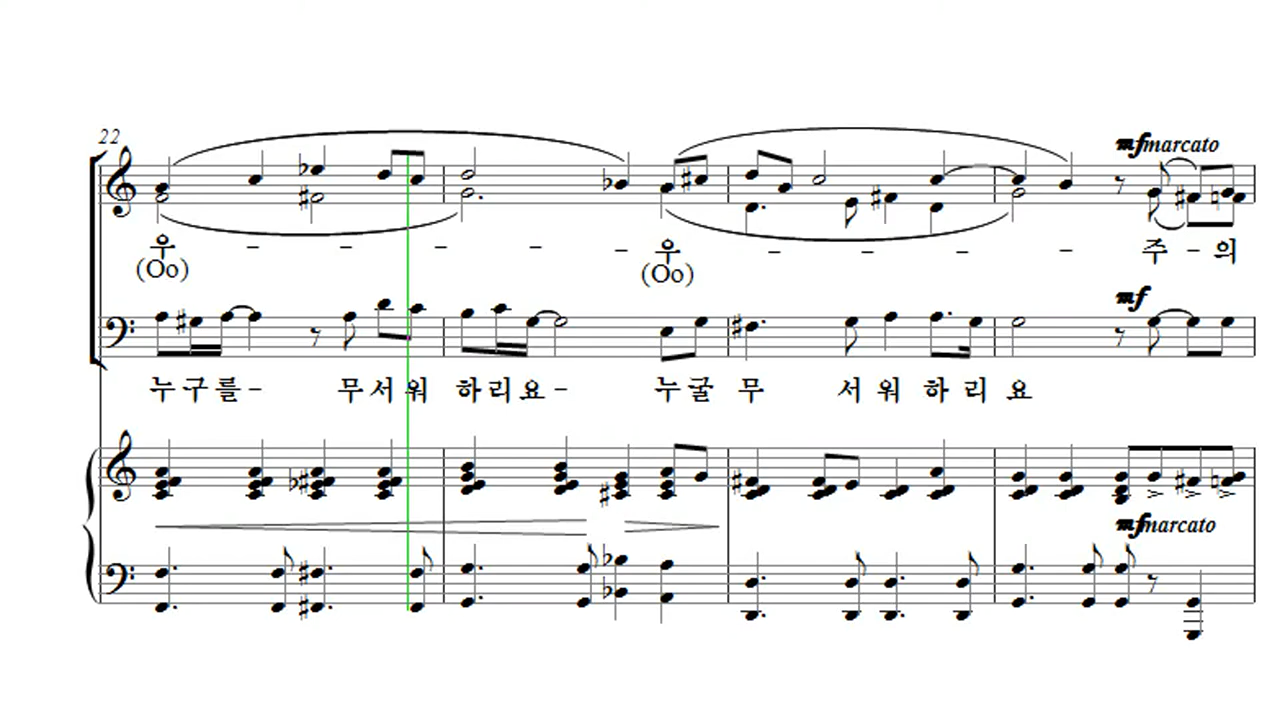 22
mf marcato
우 - - - - - 우 - - - - 주 - 의
(Oo) (Oo)
mf
누 구 를 - 무 서 워 하 리 요 - 누 굴 무 서 워 하 리 요
mf marcato